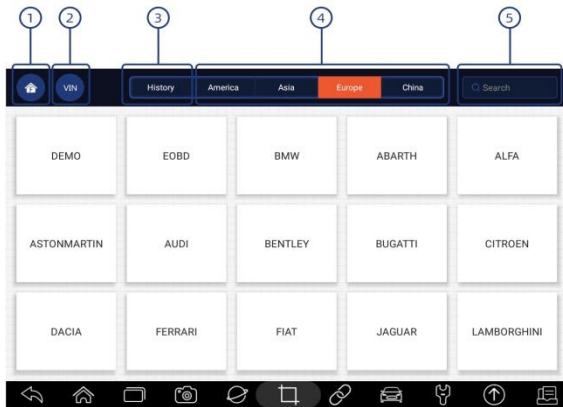 1 2 3 4 5
VIN History America Asia Europe China Search
DEMO EOBD BMW ABARTH ALFA
ASTONMARTIN AUDI BENTLEY BUGATTI CITROEN
DACIA FERRARI FIAT JAGUAR LAMBORGHINI